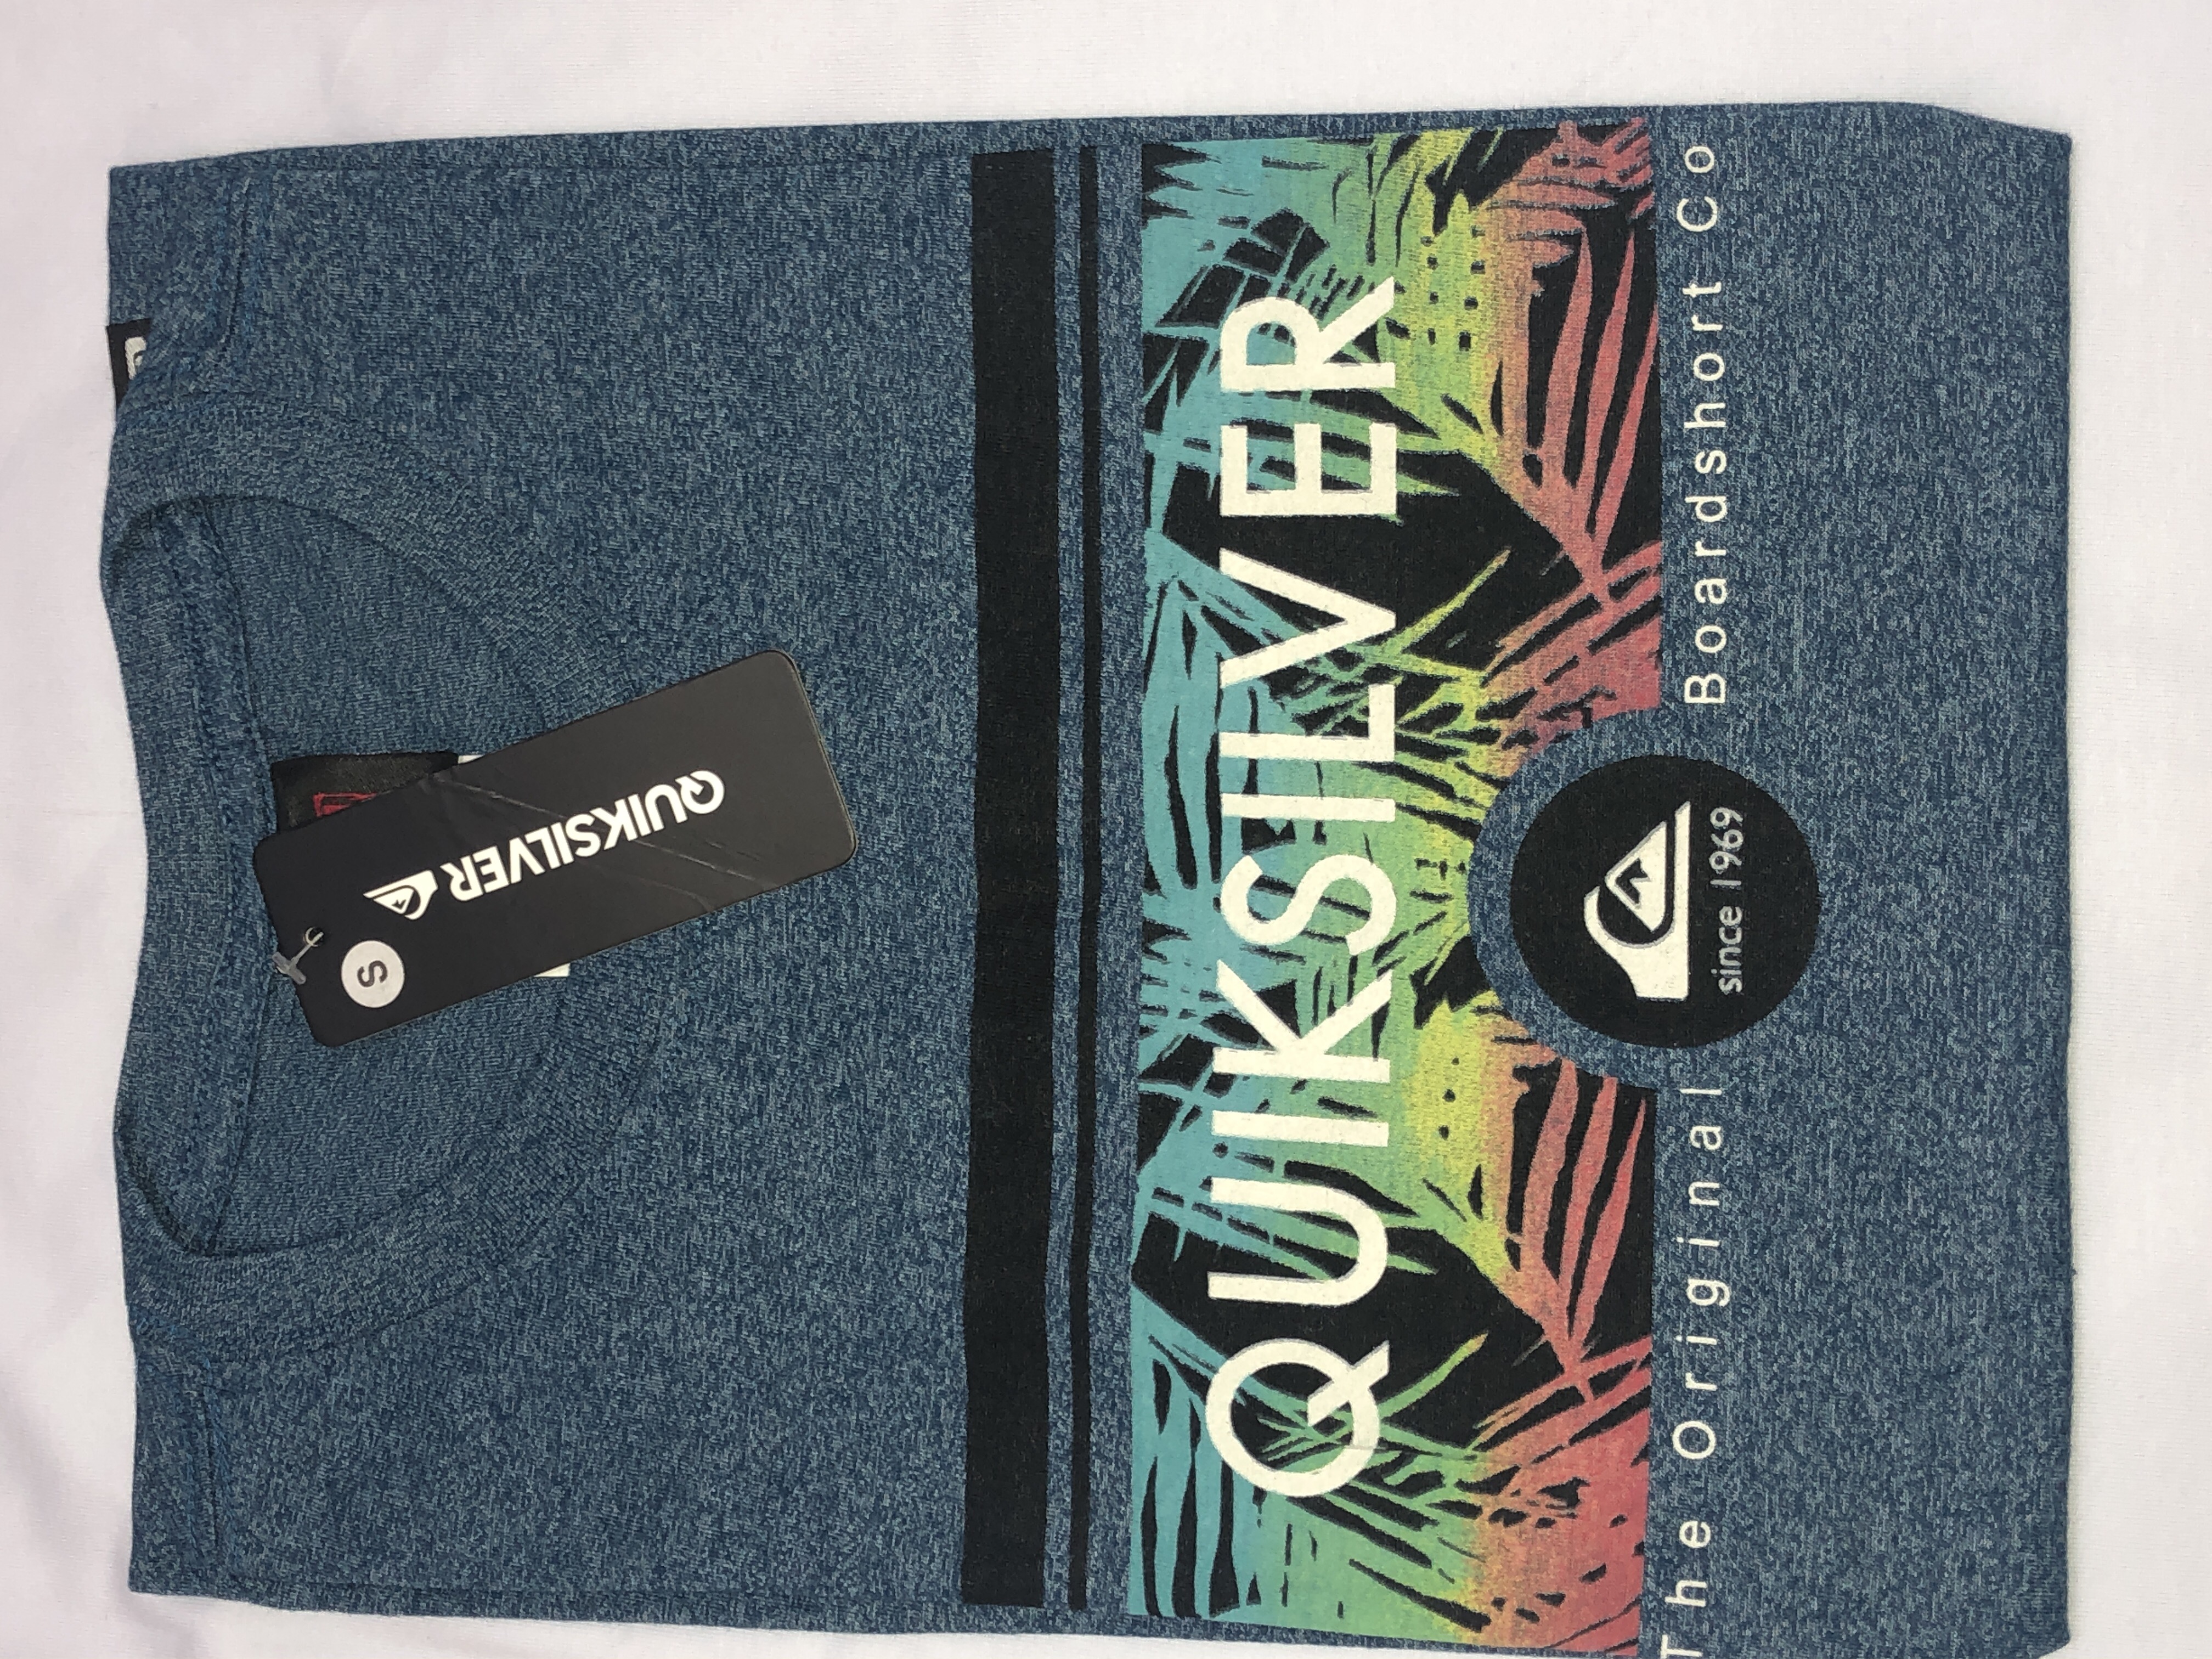 S
QUIKSILVER
QUIKSILVER
The Original
since 1969
Boardshort Co